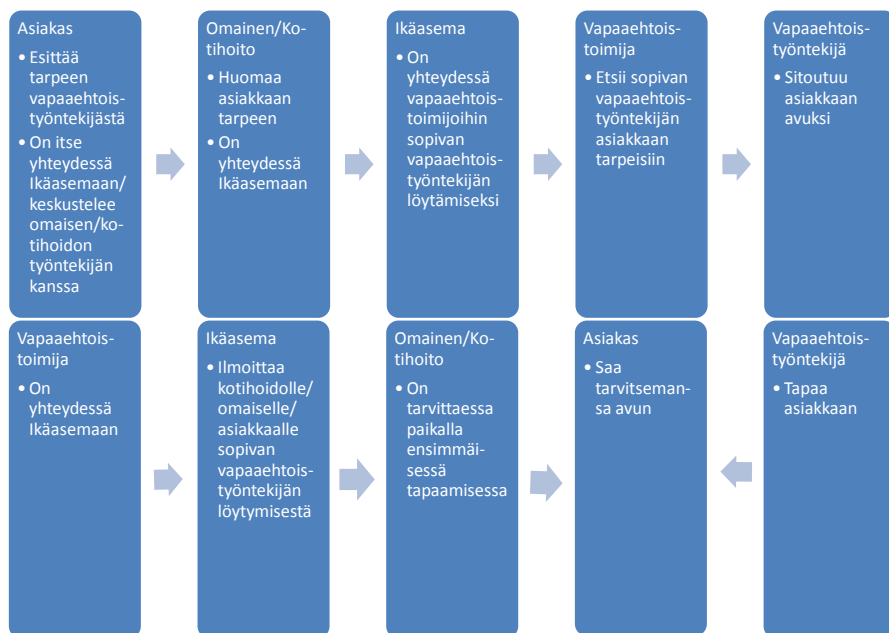 Asiakas
• Esittää
tarpeen
vapaaehtois-
työntekijästä
• On itse
yhteydessä
Ikäasemaan/
keskustelee
omaisen/ko-
tihoidon
työntekijän
kanssa
Omainen/Ko-
tihoito
• Huomaa
asiakkaan
tarpeen
• On
yhteydessä
Ikäasemaan
Ikäasema
• On
yhteydessä
vapaaehtois-
toimijoihin
sopivan
vapaaehtois-
työntekijän
löytämiseksi
Vapaaehtois-
toimija
• Etsii sopivan
vapaaehtois-
työntekijän
asiakkaan
tarpeisiin
Vapaaehtois-
työntekijä
• Sitoutuu
asiakkaan
avuksi
Vapaaehtois-
toimija
• On
yhteydessä
Ikäasemaan
Ikäasema
• Ilmoittaa
kotihoidolle/
omaiselle/
asiakkaalle
sopivan
vapaaehtois-
työntekijän
löytymisestä
Omainen/Ko-
tihoito
• On
tarvittaessa
paikalla
ensimmäi-
sessä
tapaamisessa
Asiakas
• Saa
tarvitseman-
sa avun
Vapaaehtois-
työntekijä
• Tapaa
asiakkaan